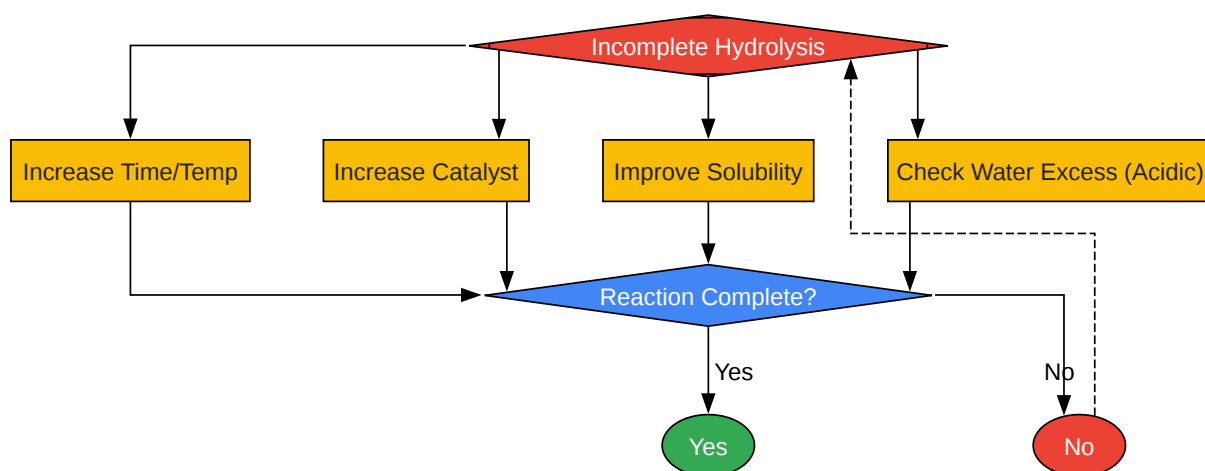 Incomplete Hydrolysis
Increase Time/Temp
Increase Catalyst
Improve Solubility
Check Water Excess (Acidic)
Reaction Complete?
Yes
No
Yes
No